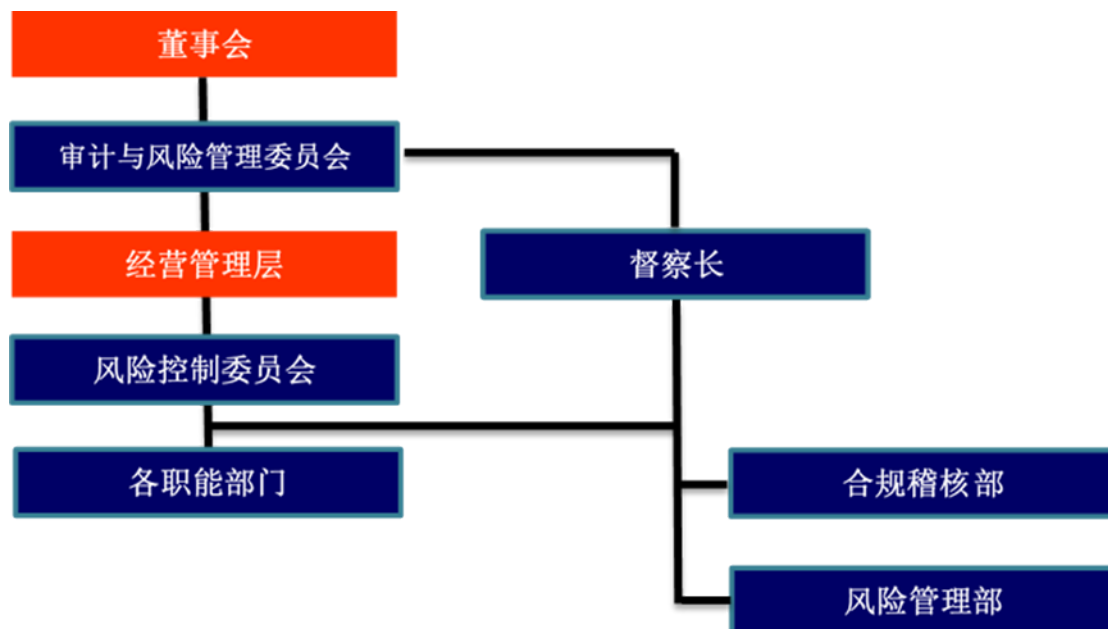 董事会
审计与风险管理委员会
经营管理层
督察长
风险控制委员会
各职能部门
合规稽核部
风险管理部